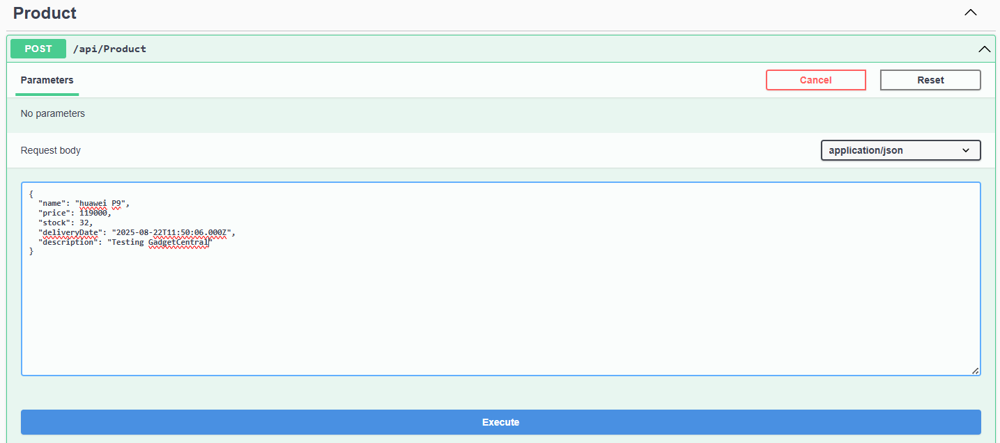 Product
POST /api/Product
Parameters Cancel Reset
No parameters
Request body application/json
{
"name": "huawei P9",
"price": 119000,
"stock": 32,
"deliveryDate": "2025-08-22T11:50:06.000Z",
"description": "Testing GadgetCentral"
}
Execute